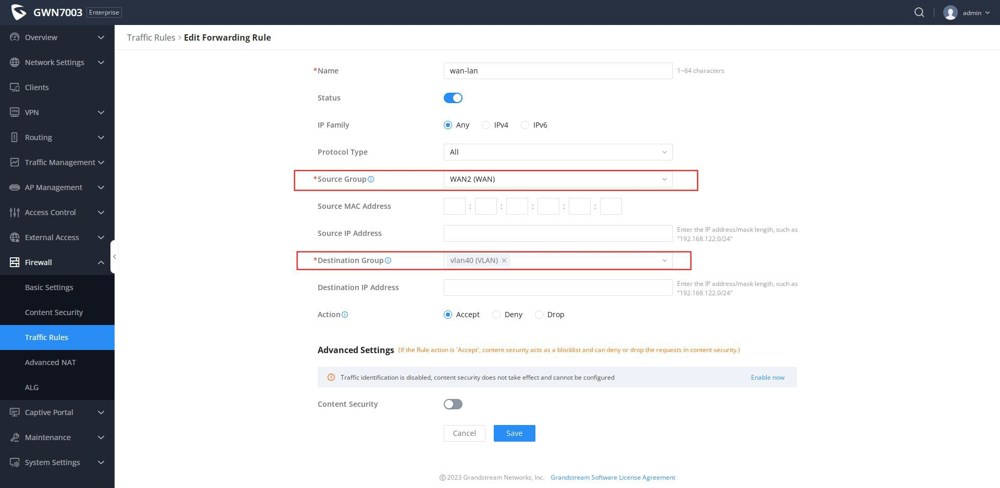 GWN7003 Enterprise
admin
Overview
Network Settings
Clients
VPN
Routing
Traffic Management
AP Management
Access Control
External Access
Firewall
Basic Settings
Content Security
Traffic Rules
Advanced NAT
ALG
Captive Portal
Maintenance
System Settings
Traffic Rules > Edit Forwarding Rule
*Name wan-lan 1~64 characters
Status
IP Family Any IPv4 IPv6
Protocol Type All
*Source Group WAN2 (WAN)
Source MAC Address : : : : :
Source IP Address Enter the IP address/mask length, such as
"192.168.122.0/24"
*Destination Group vlan40 (VLAN) ×
Destination IP Address Enter the IP address/mask length, such as
"192.168.122.0/24"
Action Accept Deny Drop
Advanced Settings (If the Rule action is 'Accept', content security acts as a blocklist and can deny or drop the requests in content security.)
Traffic identification is disabled, content security does not take effect and cannot be configured Enable now
Content Security
Cancel Save
© 2023 Grandstream Networks, Inc. Grandstream Software License Agreement